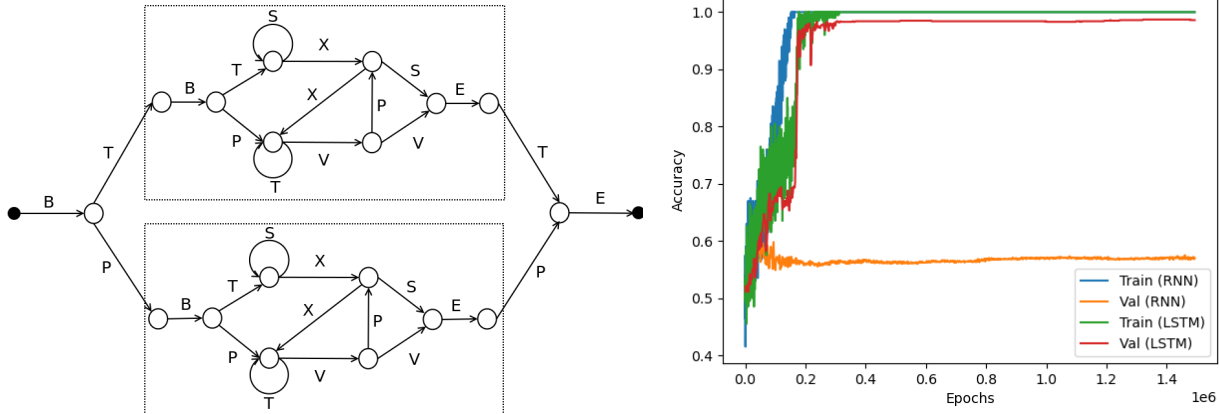 S
X
T
S
B
X
E
P
P
V
V
T
T
T
B
E
P
P
S
X
T
S
B
X
E
P
P
V
V
T
1.0
0.9
0.8
0.7
0.6
0.5
0.4
Accuracy
0.0
0.2
0.4
0.6
0.8
1.0
1.2
1.4
1e6
Epochs
Train (RNN)
Val (RNN)
Train (LSTM)
Val (LSTM)